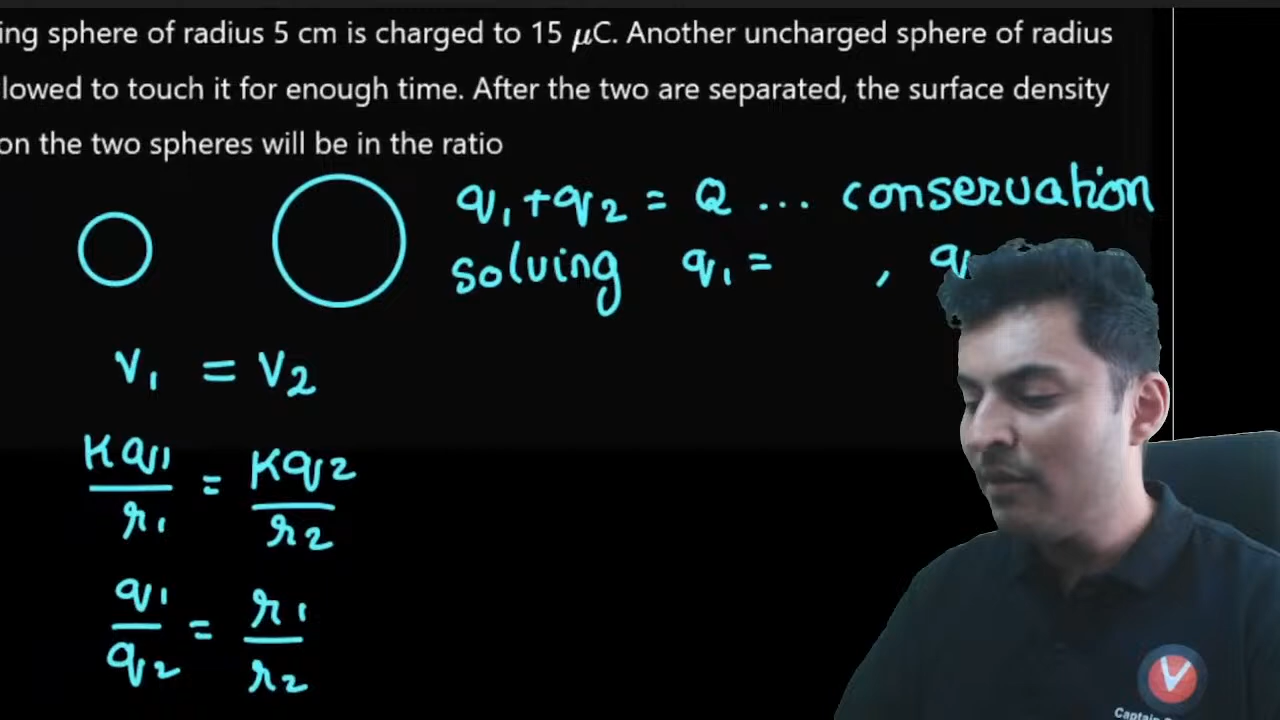 ing sphere of radius 5 cm is charged to 15 μC. Another uncharged sphere of radius
lowed to touch it for enough time. After the two are separated, the surface density
on the two spheres will be in the ratio
q₁+q₂ = Q ... conservation
solving q₁ = , q
V₁ = V₂
Kq₁/r₁ = Kq₂/r₂
q₁/q₂ = r₁/r₂
V
Captain